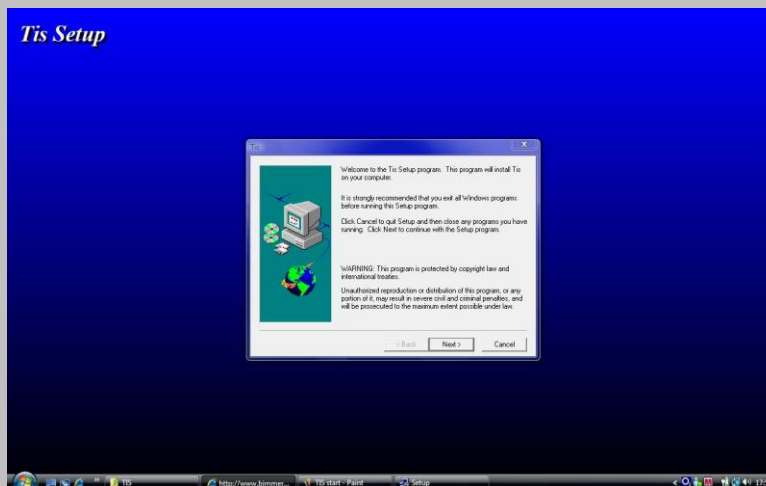 Tis Setup
Tis
Welcome to the Tis Setup program. This program will install Tis
on your computer.
It is strongly recommended that you exit all Windows programs
before running this Setup program.
Click Cancel to quit Setup and then close any programs you have
running. Click Next to continue with the Setup program.
WARNING: This program is protected by copyright law and
international treaties.
Unauthorized reproduction or distribution of this program, or any
portion of it, may result in severe civil and criminal penalties, and
will be prosecuted to the maximum extent possible under law.
< Back Next > Cancel
TIS http://www.bimmer... TIS start - Paint Setup